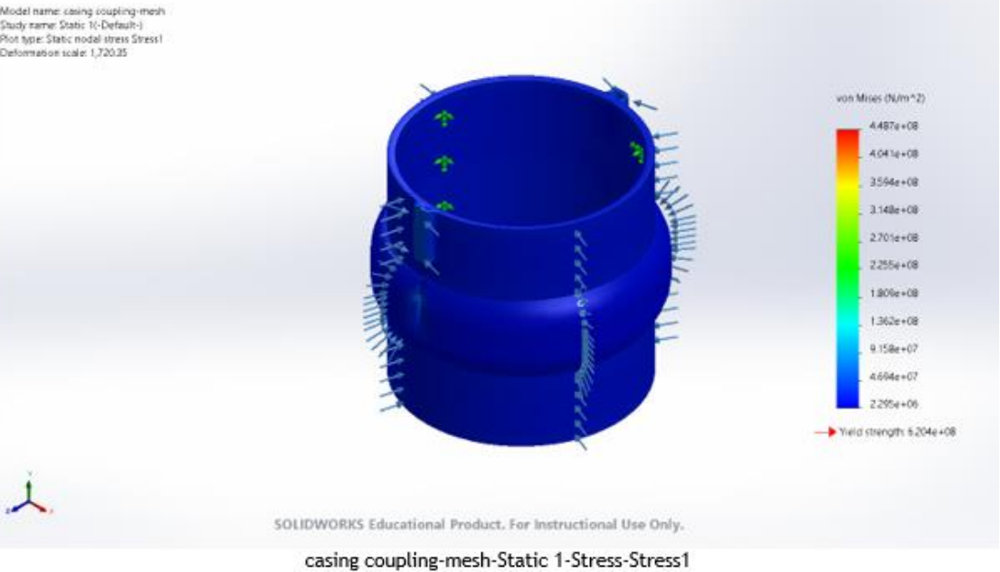 Model name: casing coupling-mesh
Study name: Static 1(-Default-)
Plot type: Static nodal stress Stress1
Deformation scale: 1,720.35
von Mises (N/m^2)
4.487e+08
4.041e+08
3.594e+08
3.148e+08
2.701e+08
2.255e+08
1.809e+08
1.362e+08
9.158e+07
4.694e+07
2.295e+06
Yield strength: 6.204e+08
SOLIDWORKS Educational Product. For Instructional Use Only.
casing coupling-mesh-Static 1-Stress-Stress1